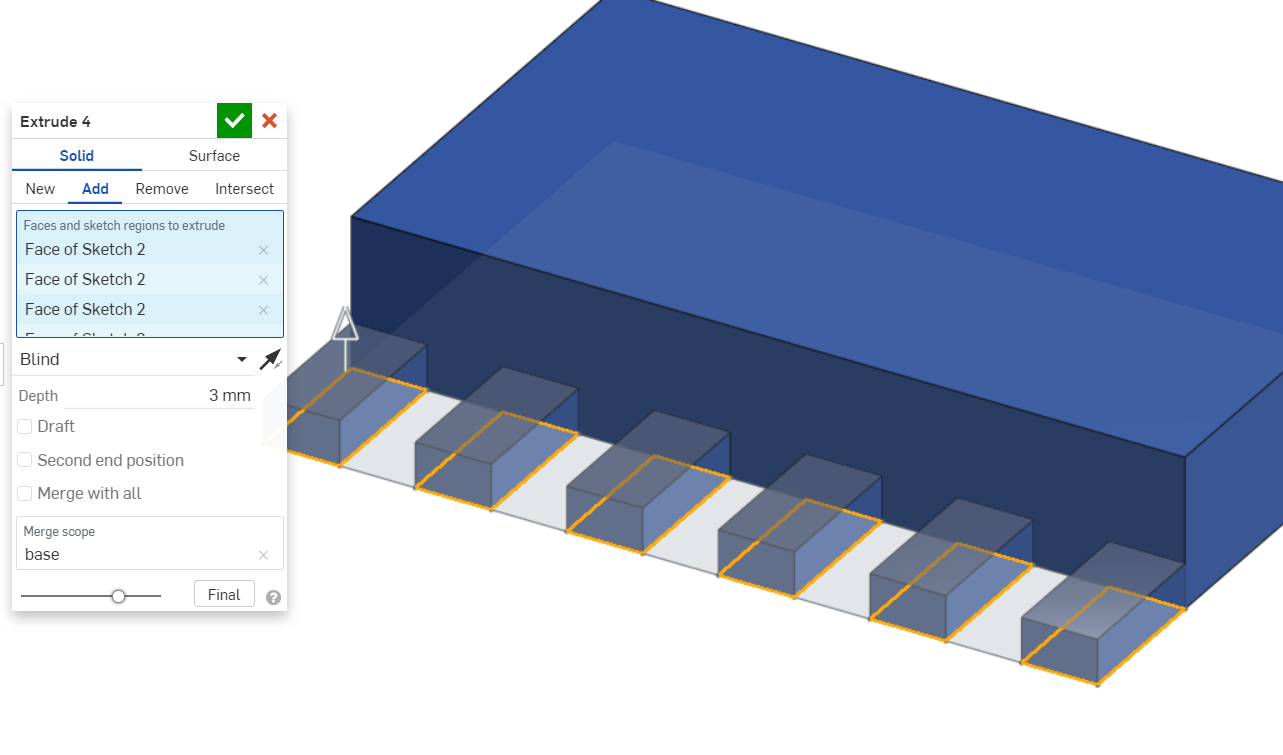 Extrude 4
Solid Surface
New Add Remove Intersect
Faces and sketch regions to extrude
Face of Sketch 2
Face of Sketch 2
Face of Sketch 2
Blind
Depth 3 mm
Draft
Second end position
Merge with all
Merge scope
base
Final